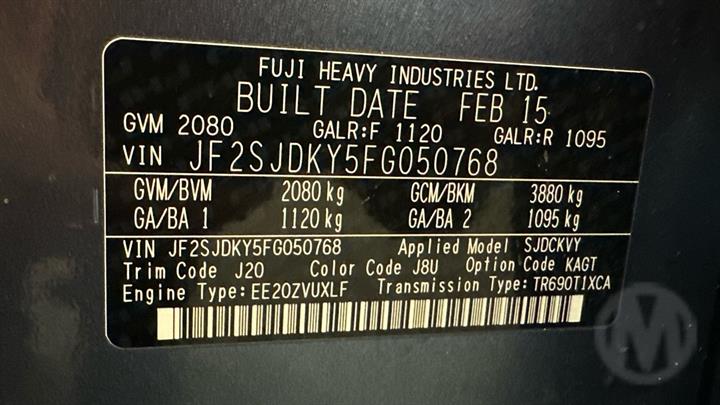 FUJI HEAVY INDUSTRIES LTD.
BUILT DATE FEB 15
GVM 2080 GALR:F 1120 GALR:R 1095
VIN JF2SJDKY5FG050768
GVM/BVM 2080 kg GCM/BKM 3880 kg
GA/BA 1 1120 kg GA/BA 2 1095 kg
VIN JF2SJDKY5FG050768 Applied Model SJDCKVY
Trim Code J20 Color Code J8U Option Code KAGT
Engine Type: EE20ZVUXLF Transmission Type: TR690T1XCA
M